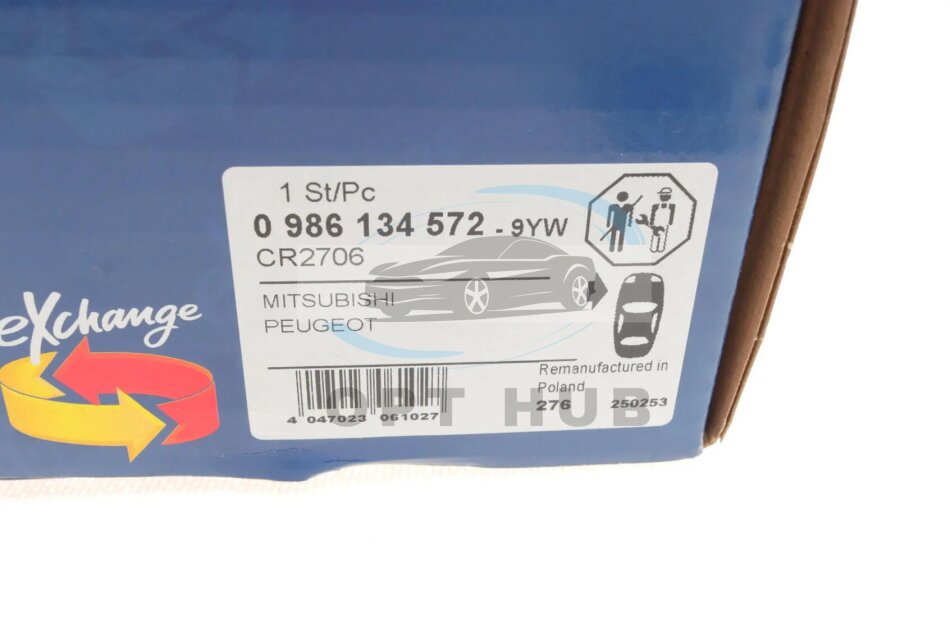 1 St/Pc
0 986 134 572 - 9YW
CR2706
MITSUBISHI
PEUGEOT
eXchange
Remanufactured in
Poland
276 250253
4 047023 061027
OPT HUB